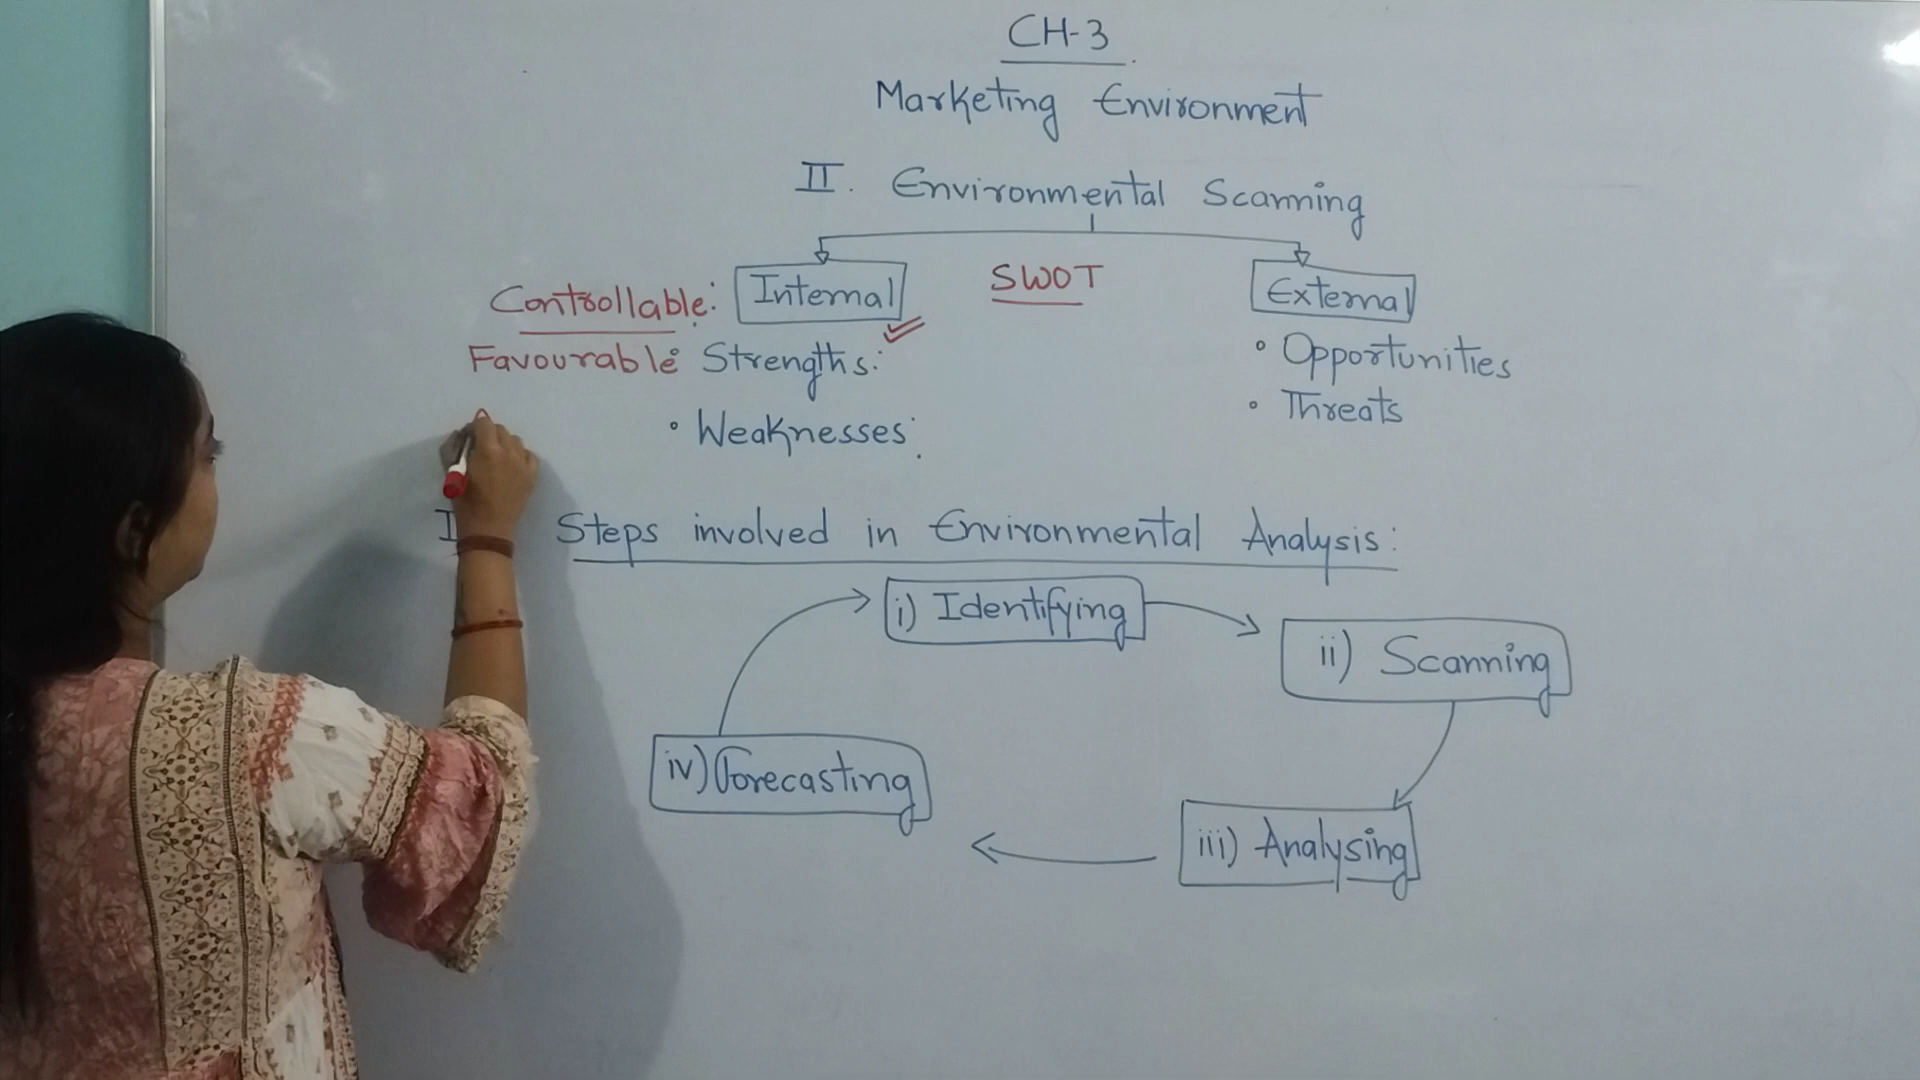 CH-3
Marketing Environment
II. Environmental Scanning
Controllable: Internal SWOT External
Favourable Strengths: • Opportunities
• Weaknesses: • Threats
Steps involved in Environmental Analysis:
i) Identifying
ii) Scanning
iv) Forecasting
iii) Analysing